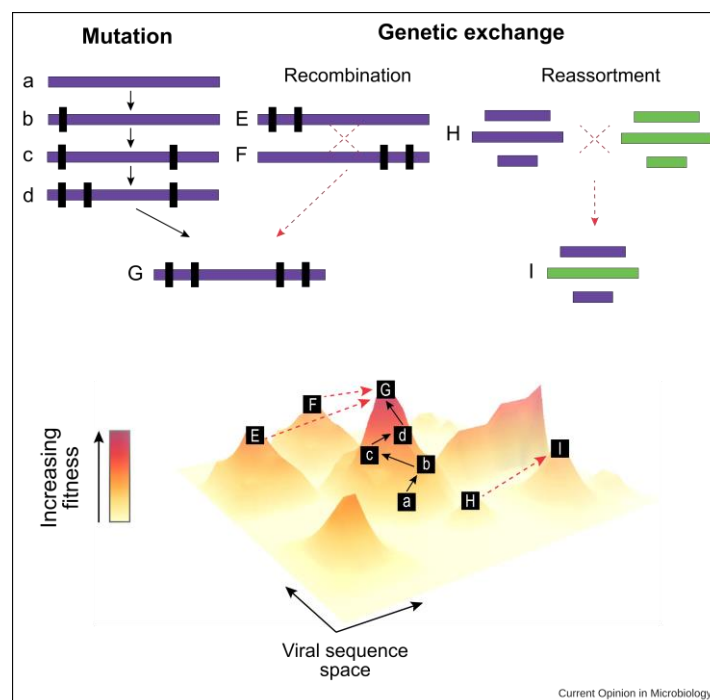 Mutation
Genetic exchange
Recombination
Reassortment
a
b
c
d
E
F
G
H
I
Increasing
fitness
F
G
E
d
c
b
I
a
H
Viral sequence
space
Current Opinion in Microbiology